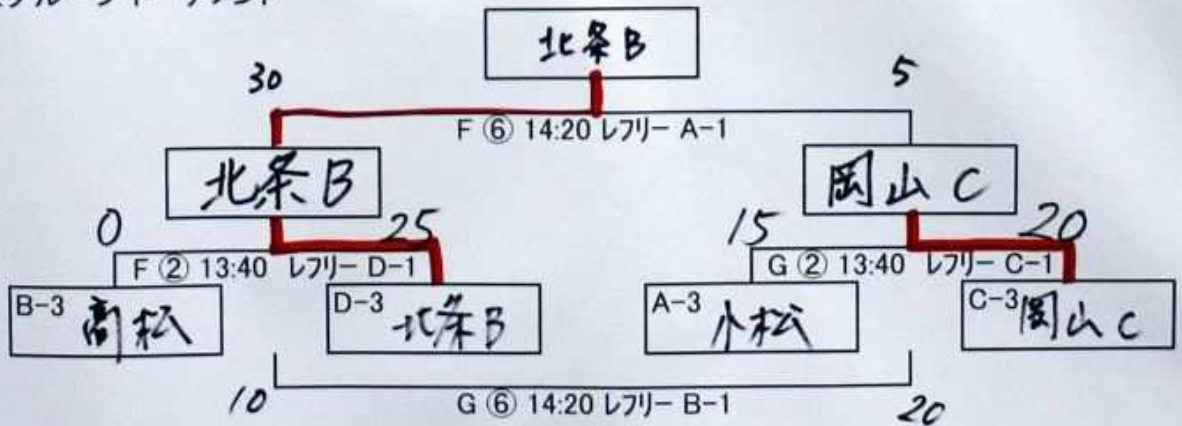 北条B
30 5
F ⑥ 14:20 レフリー A-1
北条B 岡山C
0 25 15 20
F ② 13:40 レフリー D-1 G ② 13:40 レフリー C-1
B-3 高松 D-3 北条B A-3 小松 C-3 岡山C
10 G ⑥ 14:20 レフリー B-1 20